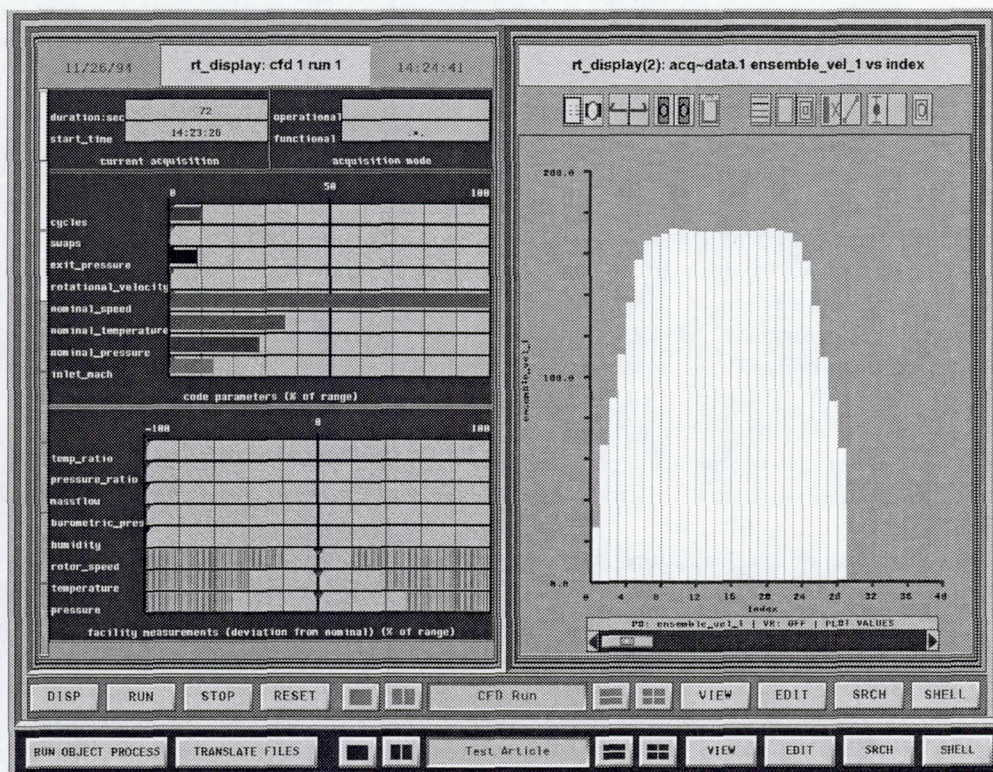 11/26/94 rt_display: cfd 1 run 1 14:24:41
duration:sec 72 operational
start_time 14:23:26 functional .*.
current acquisition acquisition mode
0 50 100
cycles
swaps
exit_pressure
rotational_velocity
nominal_speed
nominal_temperature
nominal_pressure
inlet_mach
code parameters (% of range)
-100 0 100
temp_ratio
pressure_ratio
massflow
barometric_pres
humidity
rotor_speed
temperature
pressure
facility measurements (deviation from nominal) (% of range)
rt_display(2): acq~data.1 ensemble_vel_1 vs index
200.0
100.0
ensemble_vel_1
0.0
0 4 8 12 16 20 24 28 32 36 40 48
Index
P0: ensemble_vel_1 | VR: OFF | PLOT VALUES
DISP RUN STOP RESET CFD Run VIEW EDIT SRCH SHELL
RUN OBJECT PROCESS TRANSLATE FILES Test Article VIEW EDIT SRCH SHELL